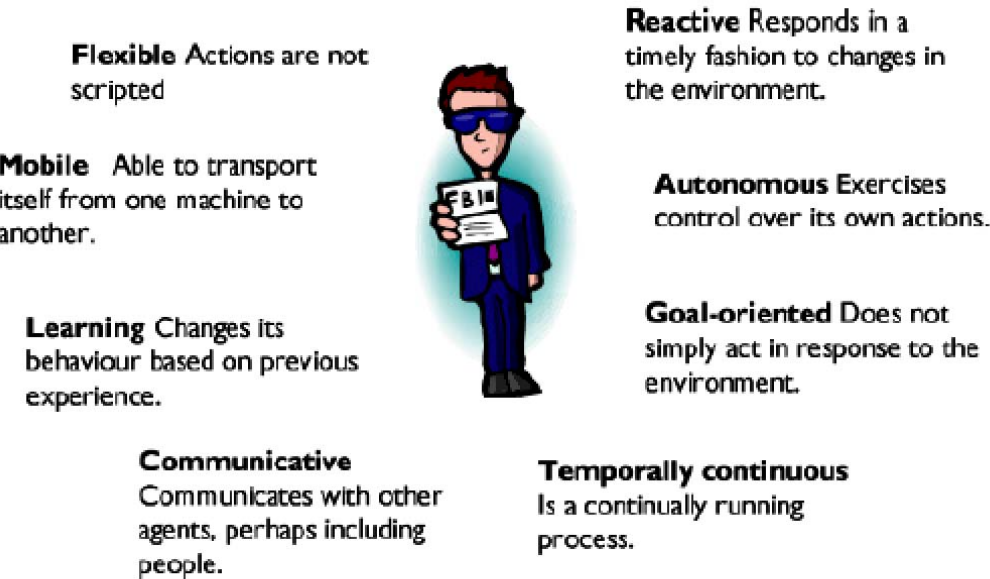 Flexible Actions are not
scripted
Reactive Responds in a
timely fashion to changes in
the environment.
Mobile Able to transport
itself from one machine to
another.
Autonomous Exercises
control over its own actions.
FBI
Learning Changes its
behaviour based on previous
experience.
Goal-oriented Does not
simply act in response to the
environment.
Communicative
Communicates with other
agents, perhaps including
people.
Temporally continuous
Is a continually running
process.